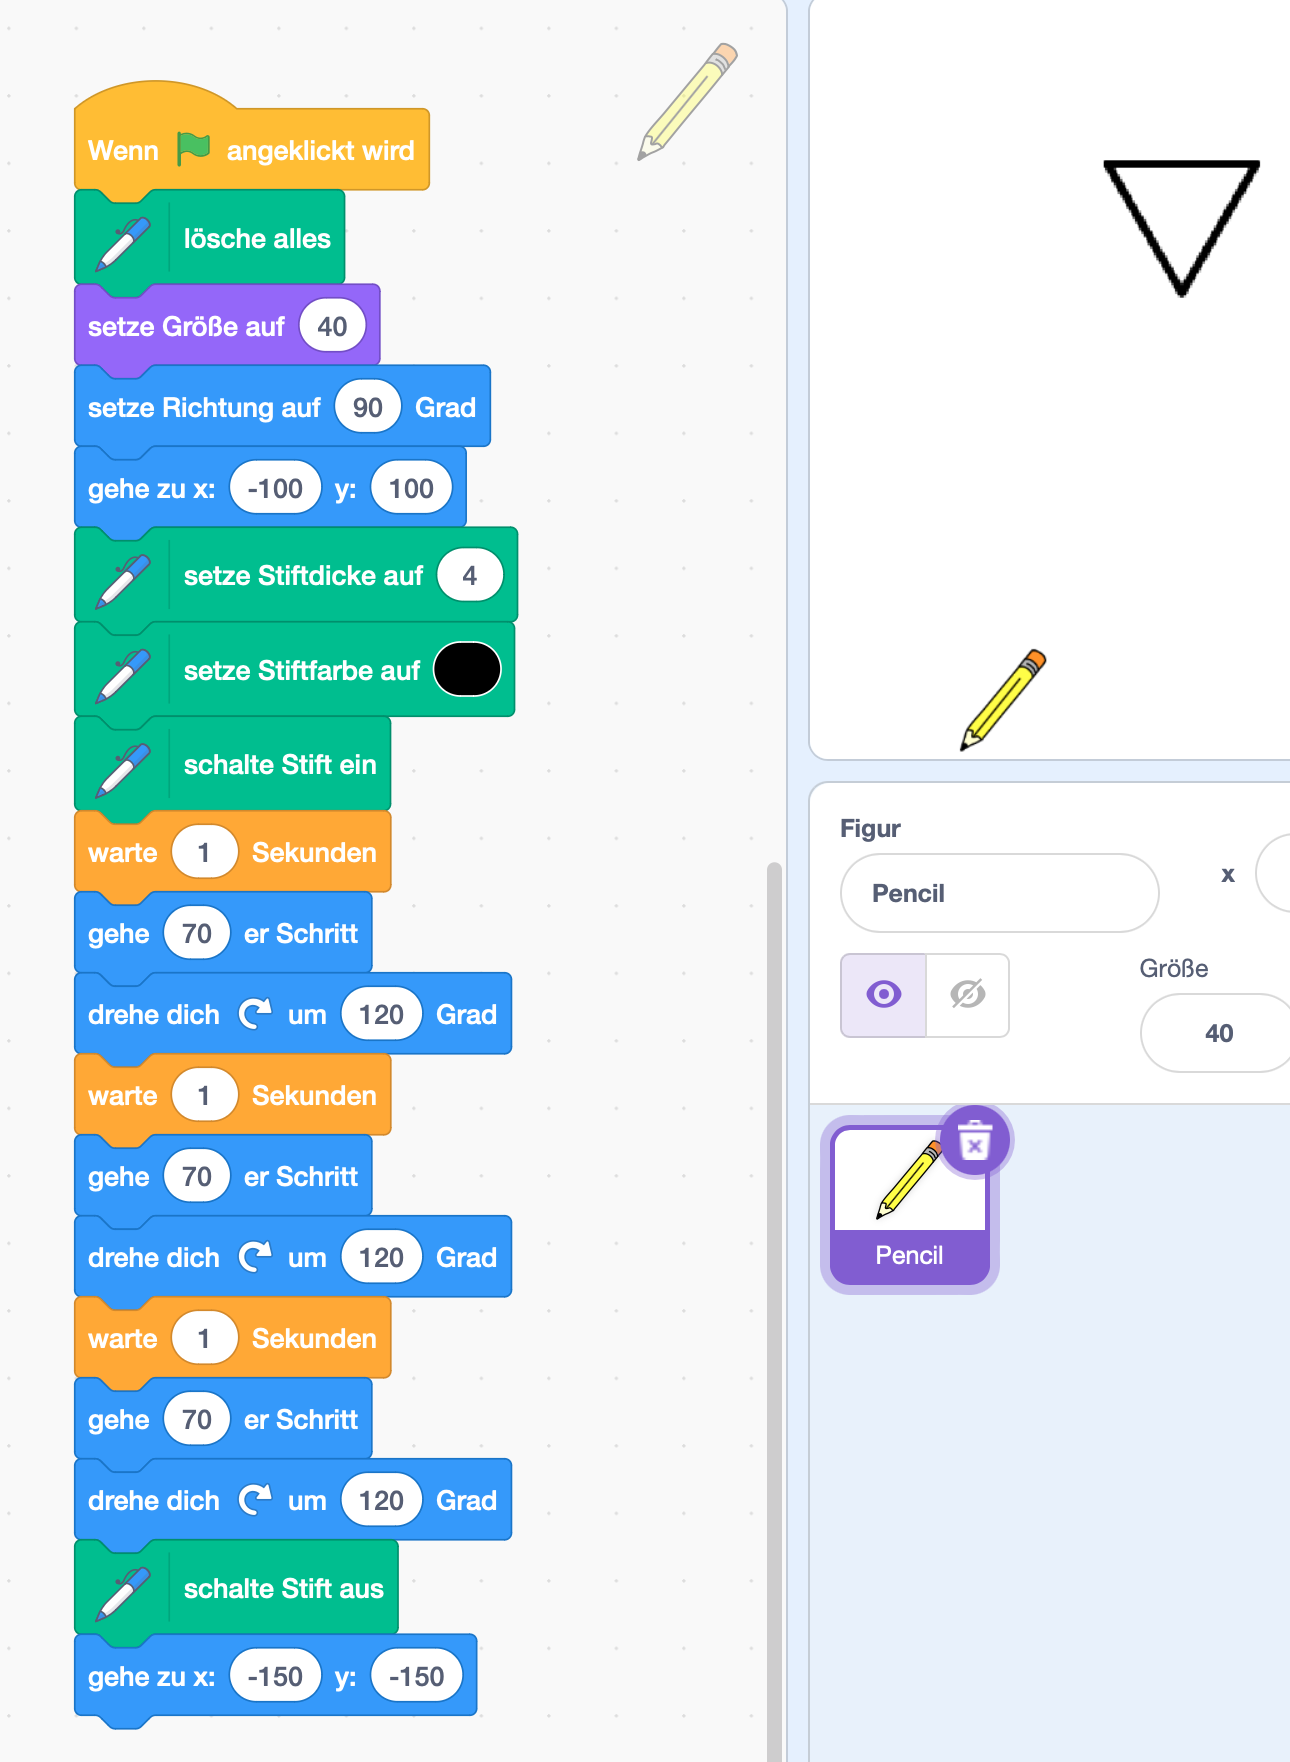 Wenn angeklickt wird
lösche alles
setze Größe auf 40
setze Richtung auf 90 Grad
gehe zu x: -100 y: 100
setze Stiftdicke auf 4
setze Stiftfarbe auf
schalte Stift ein
warte 1 Sekunden
gehe 70 er Schritt
drehe dich um 120 Grad
warte 1 Sekunden
gehe 70 er Schritt
drehe dich um 120 Grad
warte 1 Sekunden
gehe 70 er Schritt
drehe dich um 120 Grad
schalte Stift aus
gehe zu x: -150 y: -150
Figur
Pencil
x
Größe
40
Pencil